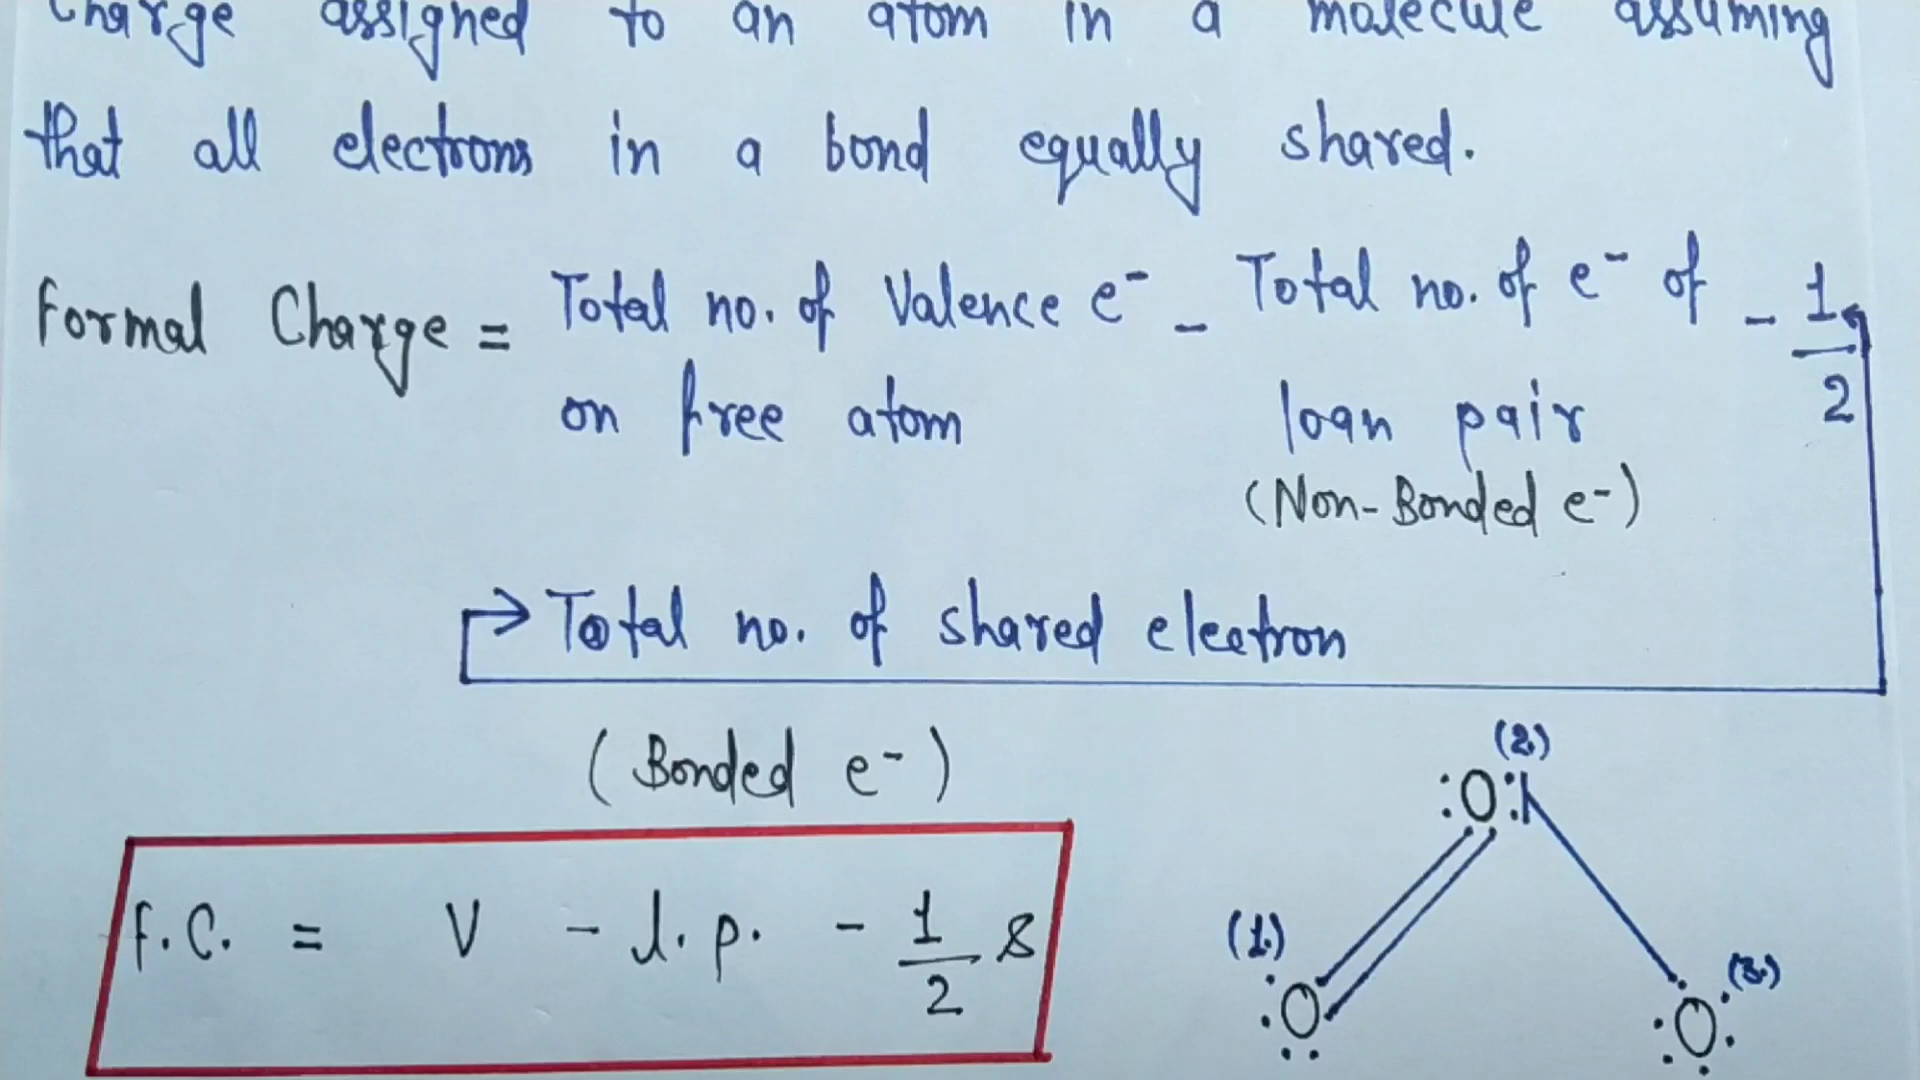 Charge assigned to an atom in a molecule assuming
that all electrons in a bond equally shared.
Formal Charge = Total no. of Valence e⁻ - Total no. of e⁻ of - 1/2
on free atom loan pair
(Non-Bonded e⁻)
→ Total no. of shared electron
(Bonded e⁻)
F.C. = V - l.p. - 1/2 s
(2.)
:O:
(1.)
:O
(3.)
:O: